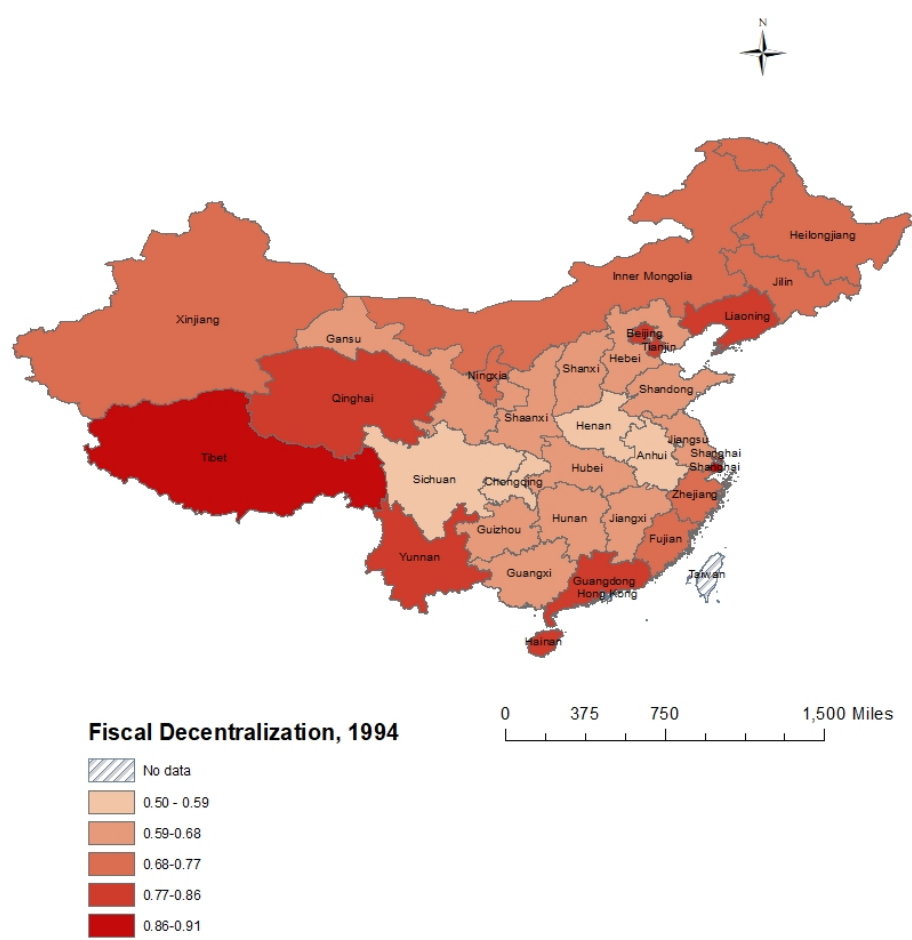 N
Heilongjiang
Inner Mongolia
Jilin
Xinjiang
Liaoning
Gansu
Beijing
Tianjin
Hebei
Shanxi
Ningxia
Shandong
Qinghai
Shaanxi
Henan
Jiangsu
Shanghai
Anhui
Tibet
Shanghai
Hubei
Sichuan
Chongqing
Zhejiang
Hunan
Jiangxi
Guizhou
Fujian
Yunnan
Guangxi
Taiwan
Guangdong
Hong Kong
Hainan
0 375 750 1,500 Miles
Fiscal Decentralization, 1994
No data
0.50 - 0.59
0.59-0.68
0.68-0.77
0.77-0.86
0.86-0.91